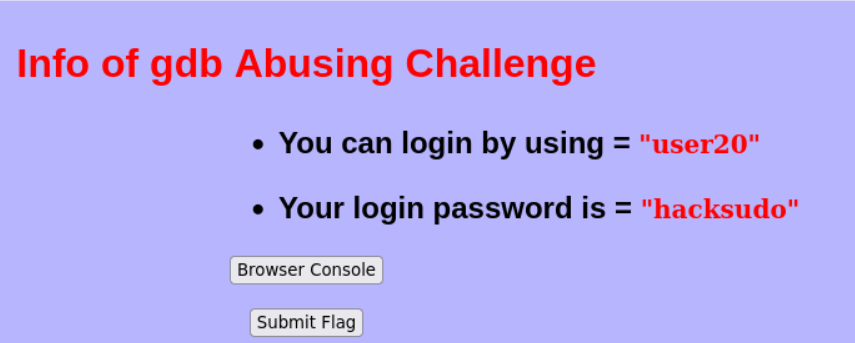 Info of gdb Abusing Challenge
• You can login by using = "user20"
• Your login password is = "hacksudo"
Browser Console
Submit Flag